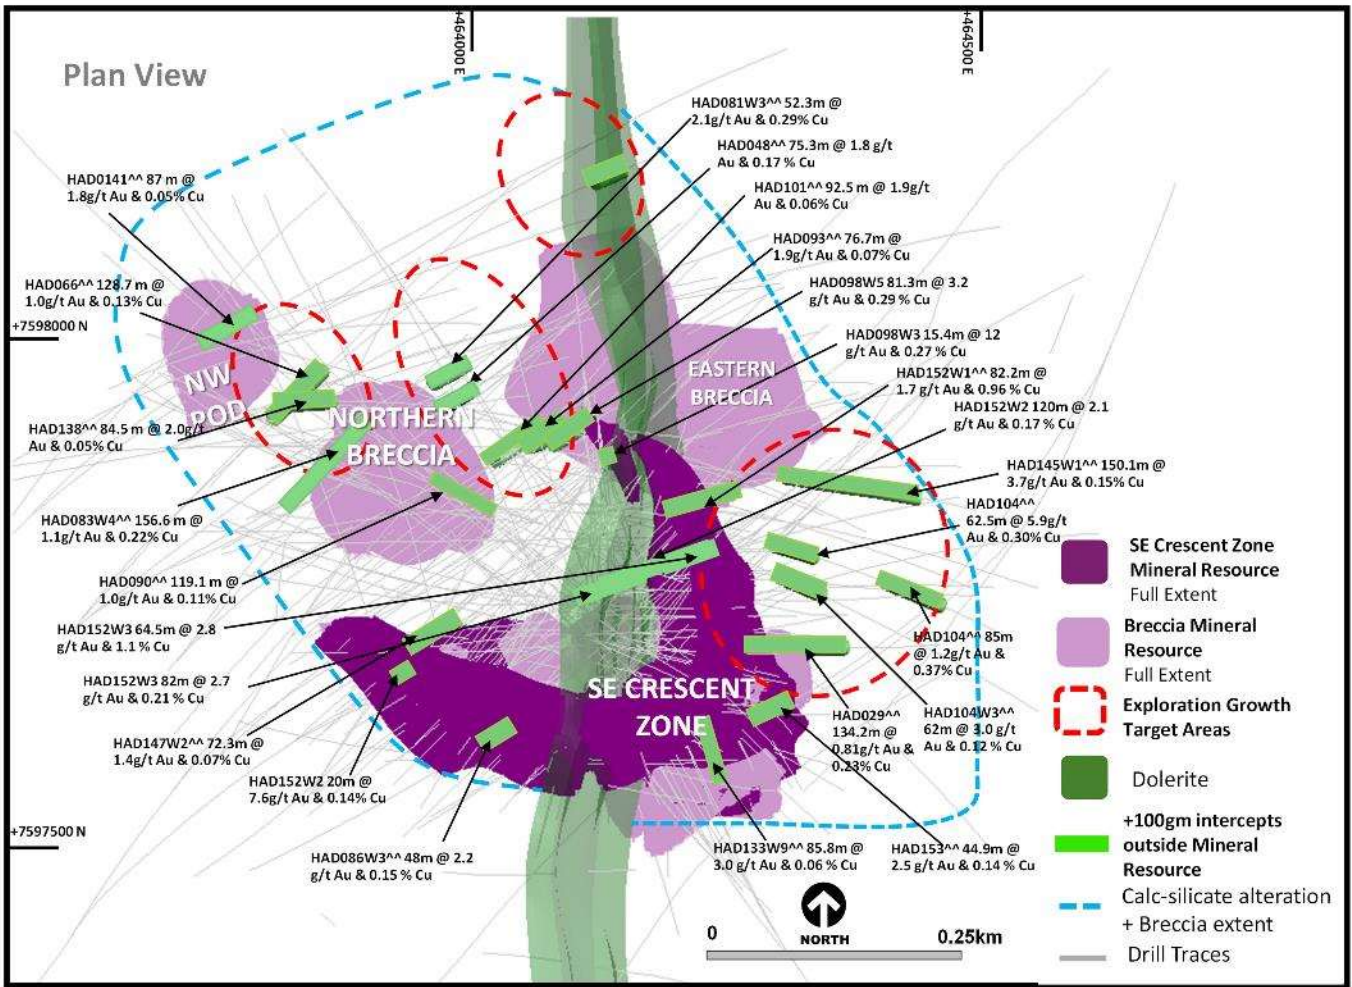 +464000 E
+464500 E
Plan View
HAD081W3^^ 52.3m @
2.1g/t Au & 0.29% Cu
HAD048^^ 75.3m @ 1.8 g/t
Au & 0.17 % Cu
HAD0141^^ 87 m @
1.8g/t Au & 0.05% Cu
HAD101^^ 92.5 m @ 1.9g/t
Au & 0.06% Cu
HAD093^^ 76.7m @
1.9g/t Au & 0.07% Cu
HAD066^^ 128.7 m @
1.0g/t Au & 0.13% Cu
HAD098W5 81.3m @ 3.2
g/t Au & 0.29 % Cu
+7598000 N
HAD098W3 15.4m @ 12
g/t Au & 0.27 % Cu
NW
POD
EASTERN
BRECCIA
HAD152W1^^ 82.2m @
1.7 g/t Au & 0.96 % Cu
HAD152W2 120m @ 2.1
g/t Au & 0.17 % Cu
NORTHERN
BRECCIA
HAD138^^ 84.5 m @ 2.0g/t
Au & 0.05% Cu
HAD145W1^^ 150.1m @
3.7g/t Au & 0.15% Cu
HAD104^^
62.5m @ 5.9g/t
Au & 0.30% Cu
HAD083W4^^ 156.6 m @
1.1g/t Au & 0.22% Cu
HAD090^^ 119.1 m @
1.0g/t Au & 0.11% Cu
HAD152W3 64.5m @ 2.8
g/t Au & 1.1 % Cu
HAD104^^ 85m
@ 1.2g/t Au &
0.37% Cu
HAD152W3 82m @ 2.7
g/t Au & 0.21 % Cu
SE CRESCENT
ZONE
HAD029^^
134.2m @
0.81g/t Au &
0.23% Cu
HAD104W3^^
62m @ 3.0 g/t
Au & 0.12 % Cu
HAD147W2^^ 72.3m @
1.4g/t Au & 0.07% Cu
HAD152W2 20m @
7.6g/t Au & 0.14% Cu
+7597500 N
HAD086W3^^ 48m @ 2.2
g/t Au & 0.15 % Cu
HAD133W9^^ 85.8m @
3.0 g/t Au & 0.06 % Cu
HAD153^^ 44.9m @
2.5 g/t Au & 0.14 % Cu
NORTH
0
0.25km
SE Crescent Zone
Mineral Resource
Full Extent
Breccia Mineral
Resource
Full Extent
Exploration Growth
Target Areas
Dolerite
+100gm intercepts
outside Mineral
Resource
Calc-silicate alteration
+ Breccia extent
Drill Traces